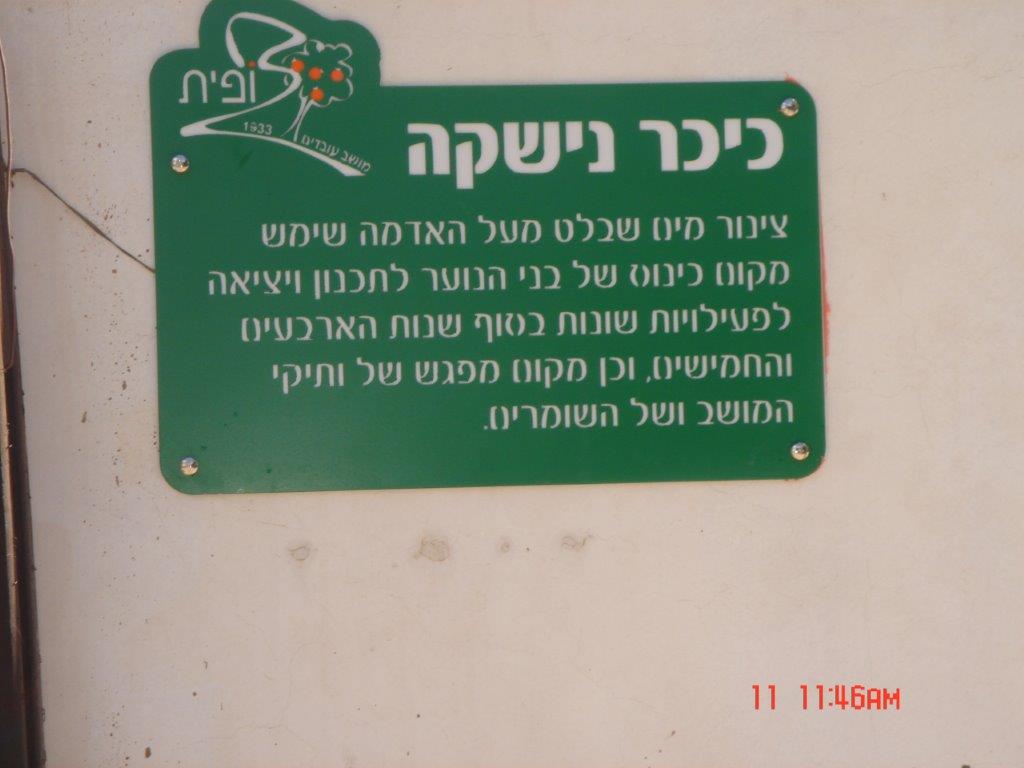 צופית
1933
מושב עובדים
כיכר נישקה
צינור מים שבלט מעל האדמה שימש
מקום כינוס של בני הנוער לתכנון ויציאה
לפעילויות שונות בסוף שנות הארבעים
והחמישים, וכן מקום מפגש של ותיקי
המושב ושל השומרים.
11 11:46AM